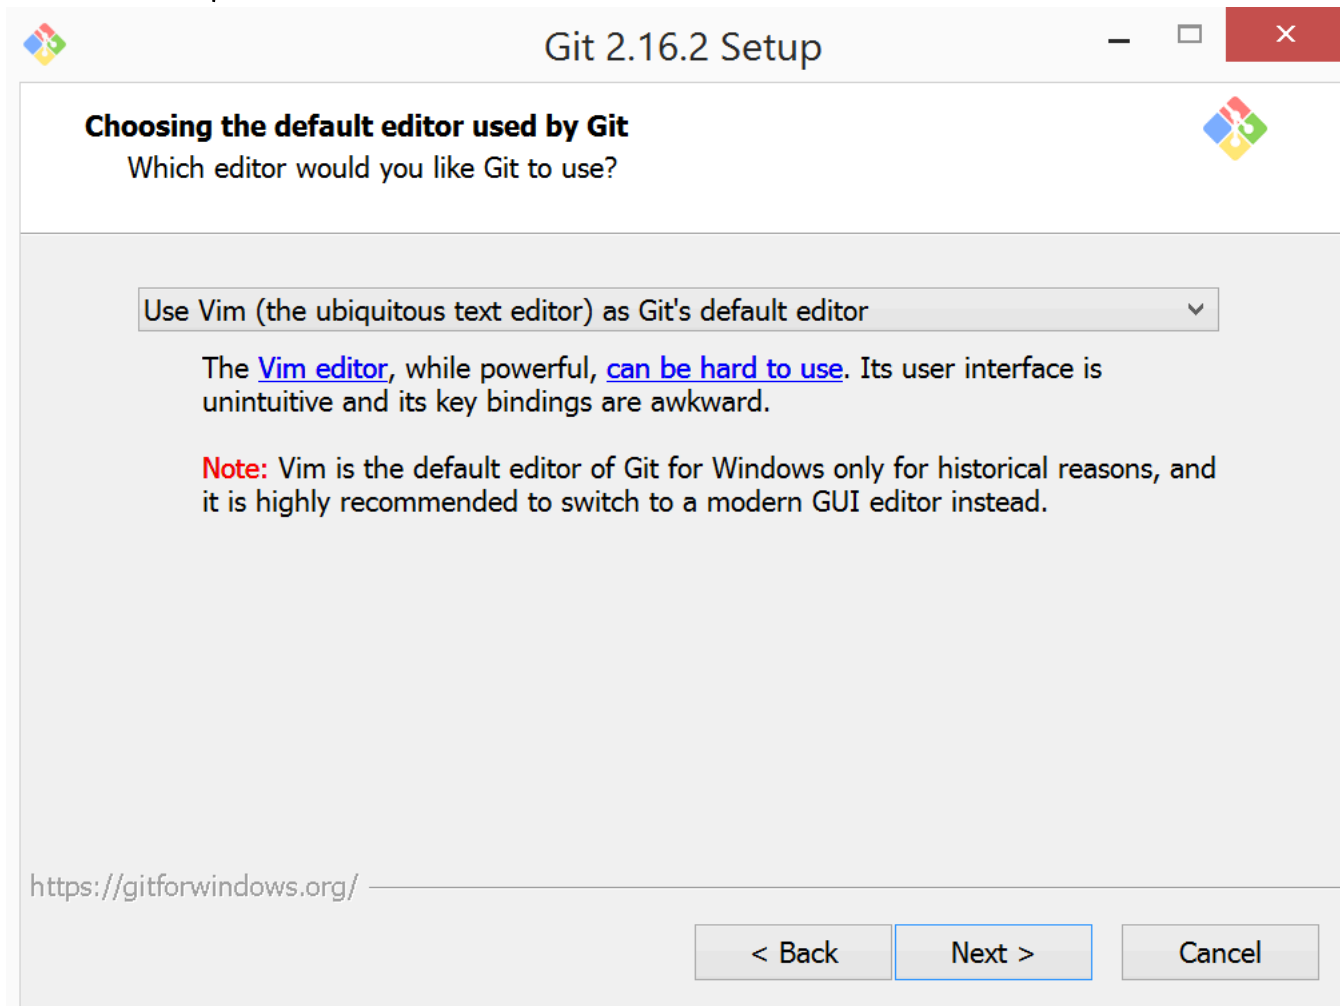 Git 2.16.2 Setup
Choosing the default editor used by Git
Which editor would you like Git to use?
Use Vim (the ubiquitous text editor) as Git's default editor
The Vim editor, while powerful, can be hard to use. Its user interface is
unintuitive and its key bindings are awkward.
Note: Vim is the default editor of Git for Windows only for historical reasons, and
it is highly recommended to switch to a modern GUI editor instead.
https://gitforwindows.org/
< Back Next > Cancel